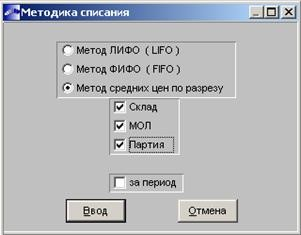 Методика списания
Метод ЛИФО ( LIFO )
Метод ФИФО ( FIFO )
Метод средних цен по разрезу
Склад
МОЛ
Партия
за период
Ввод
Отмена